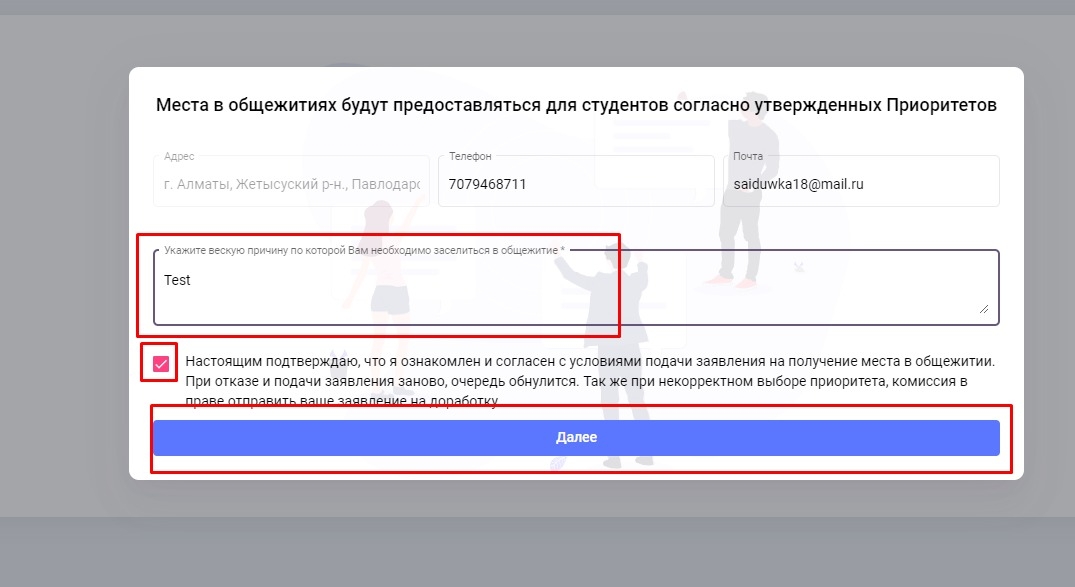 Места в общежитиях будут предоставляться для студентов согласно утвержденных Приоритетов
Адрес Телефон Почта
г. Алматы, Жетысуский р-н., Павлодарс 7079468711 saiduwka18@mail.ru
Укажите вескую причину по которой Вам необходимо заселиться в общежитие *
Test
Настоящим подтверждаю, что я ознакомлен и согласен с условиями подачи заявления на получение места в общежитии.
При отказе и подачи заявления заново, очередь обнулится. Так же при некорректном выборе приоритета, комиссия в
праве отправить ваше заявление на доработку
Далее